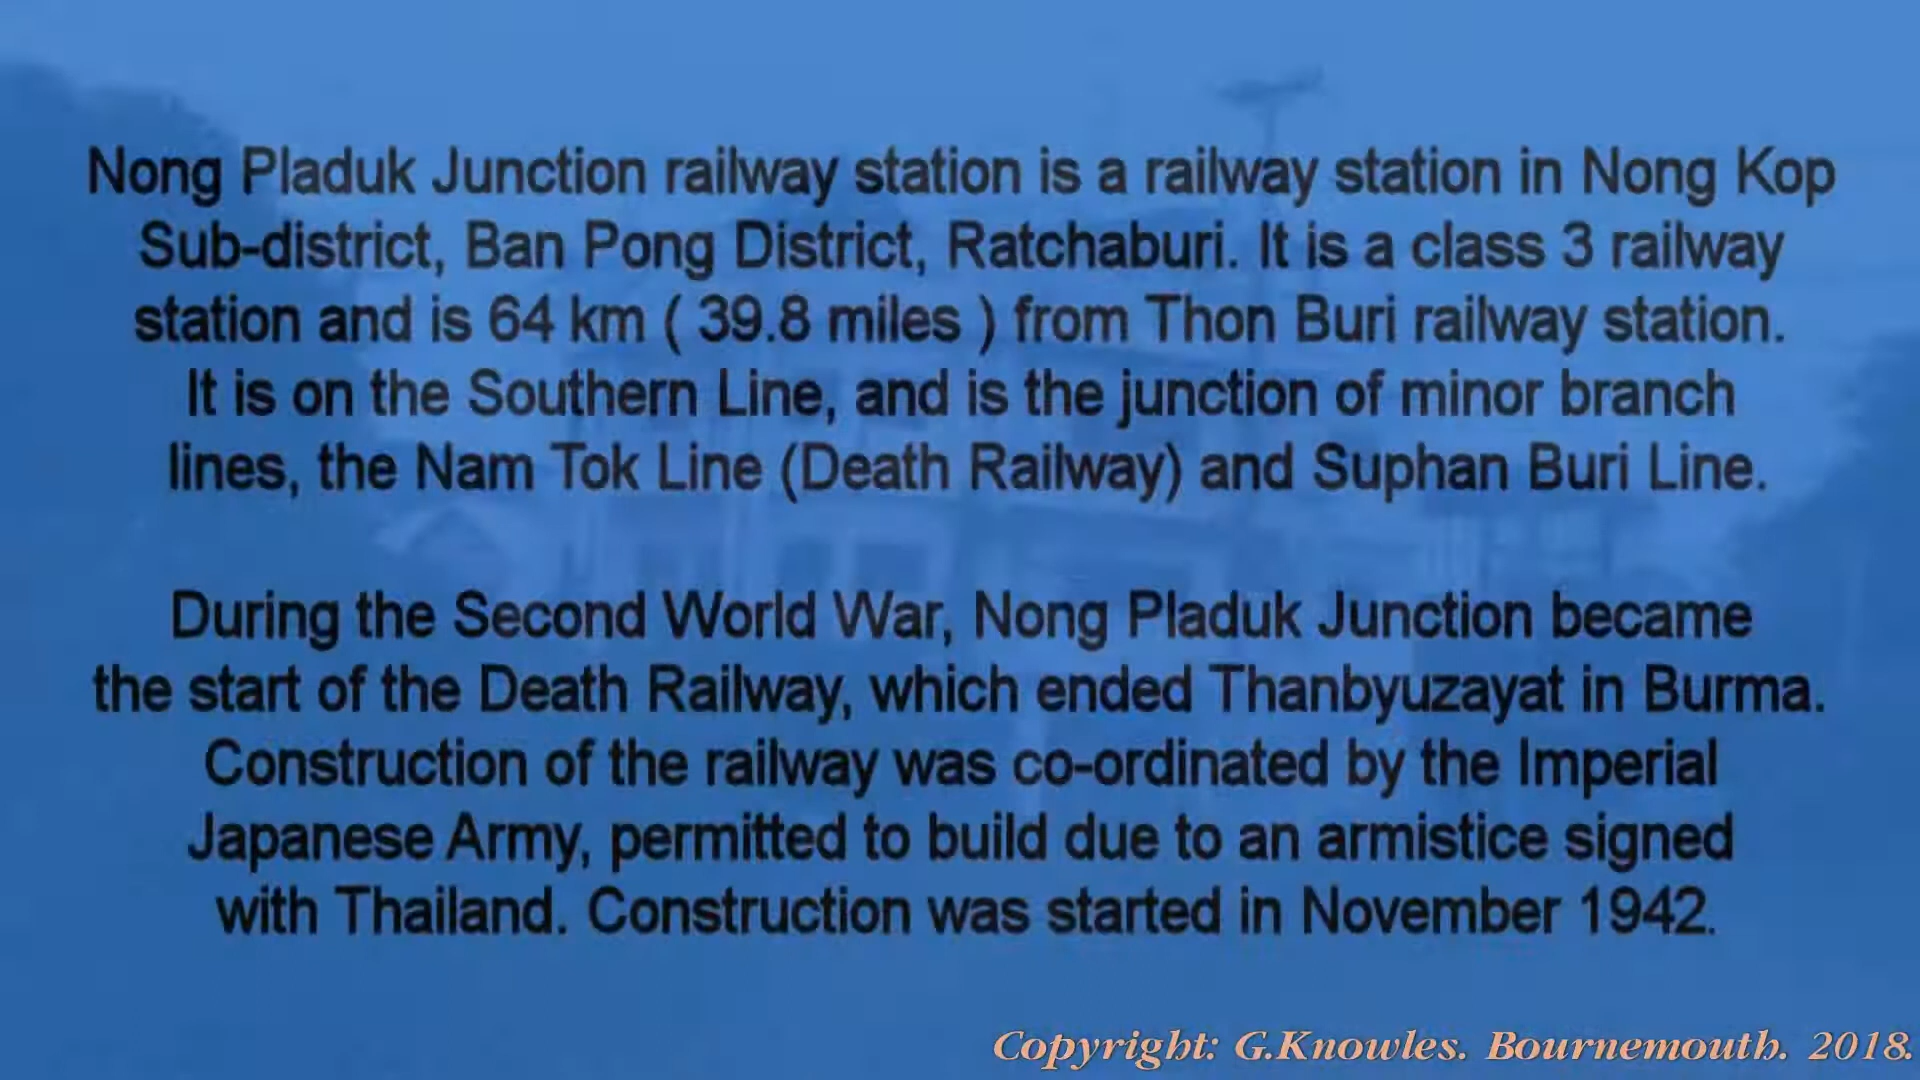 Nong Pladuk Junction railway station is a railway station in Nong Kop
Sub-district, Ban Pong District, Ratchaburi. It is a class 3 railway
station and is 64 km ( 39.8 miles ) from Thon Buri railway station.
It is on the Southern Line, and is the junction of minor branch
lines, the Nam Tok Line (Death Railway) and Suphan Buri Line.
During the Second World War, Nong Pladuk Junction became
the start of the Death Railway, which ended Thanbyuzayat in Burma.
Construction of the railway was co-ordinated by the Imperial
Japanese Army, permitted to build due to an armistice signed
with Thailand. Construction was started in November 1942.
Copyright: G.Knowles. Bournemouth. 2018.